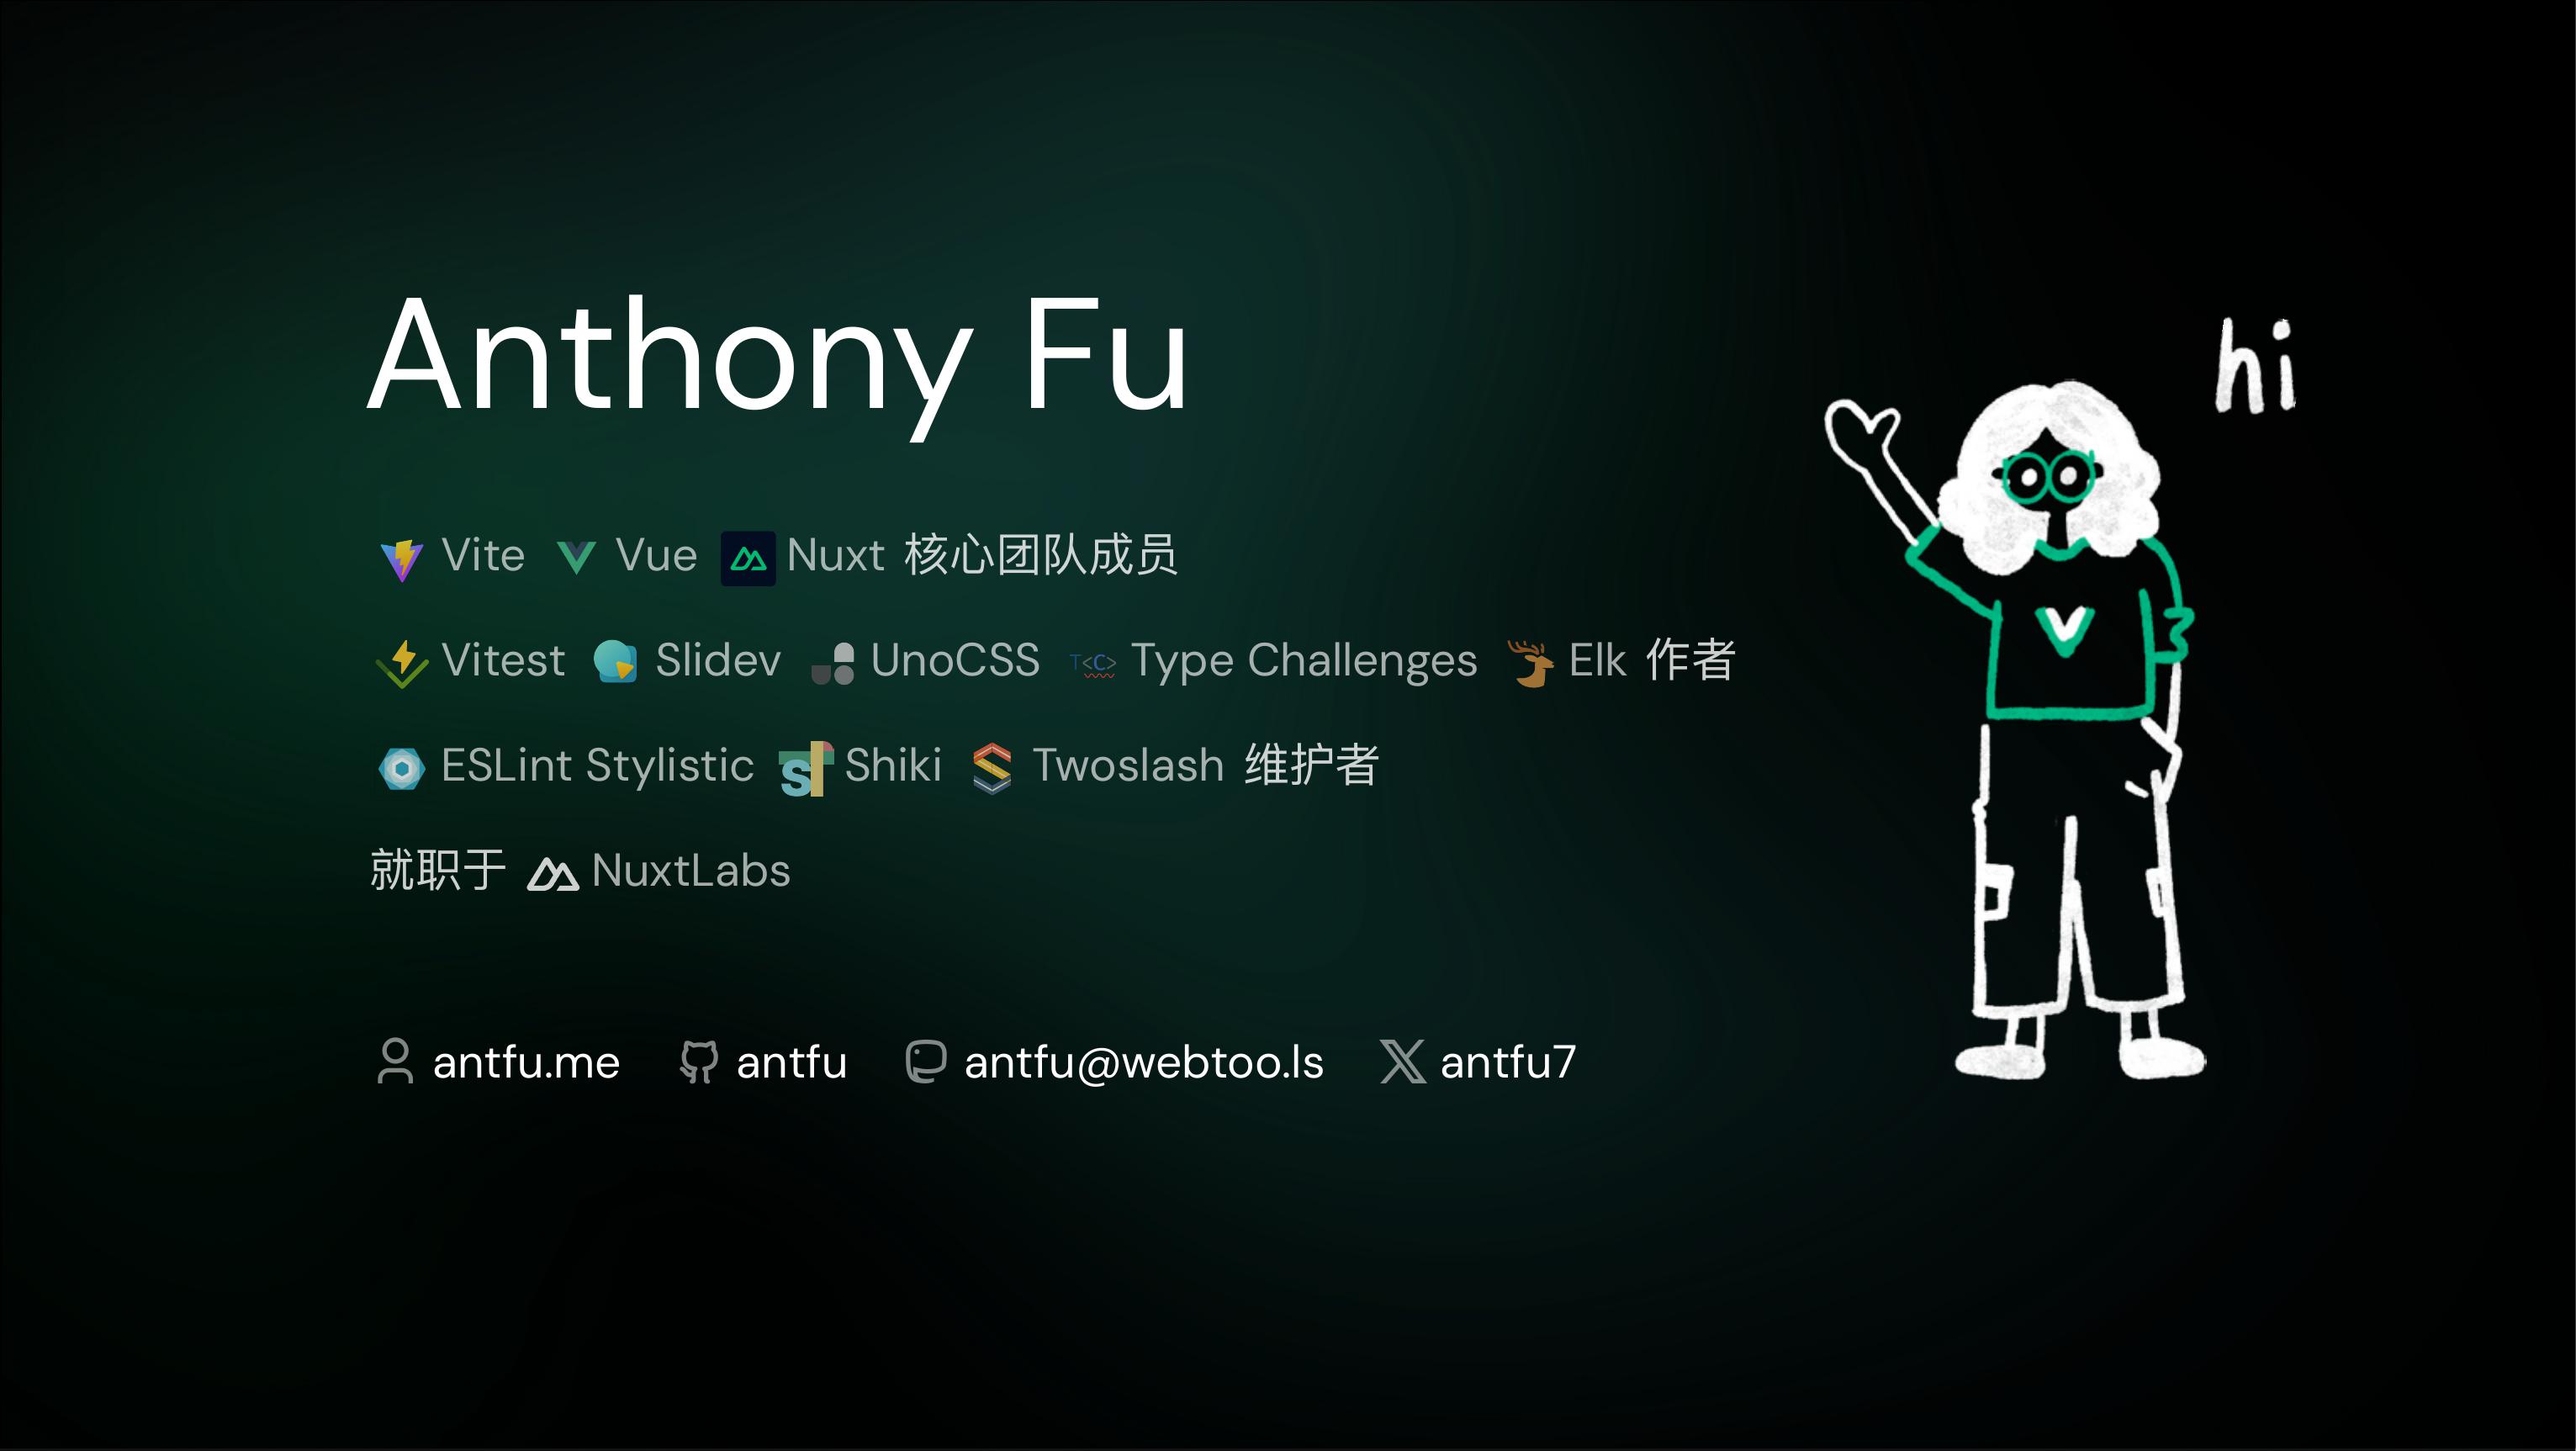 Anthony Fu
hi
Vite Vue Nuxt 核心团队成员
Vitest Slidev UnoCSS T<C> Type Challenges Elk 作者
ESLint Stylistic Shiki Twoslash 维护者
就职于 NuxtLabs
antfu.me antfu antfu@webtoo.ls antfu7